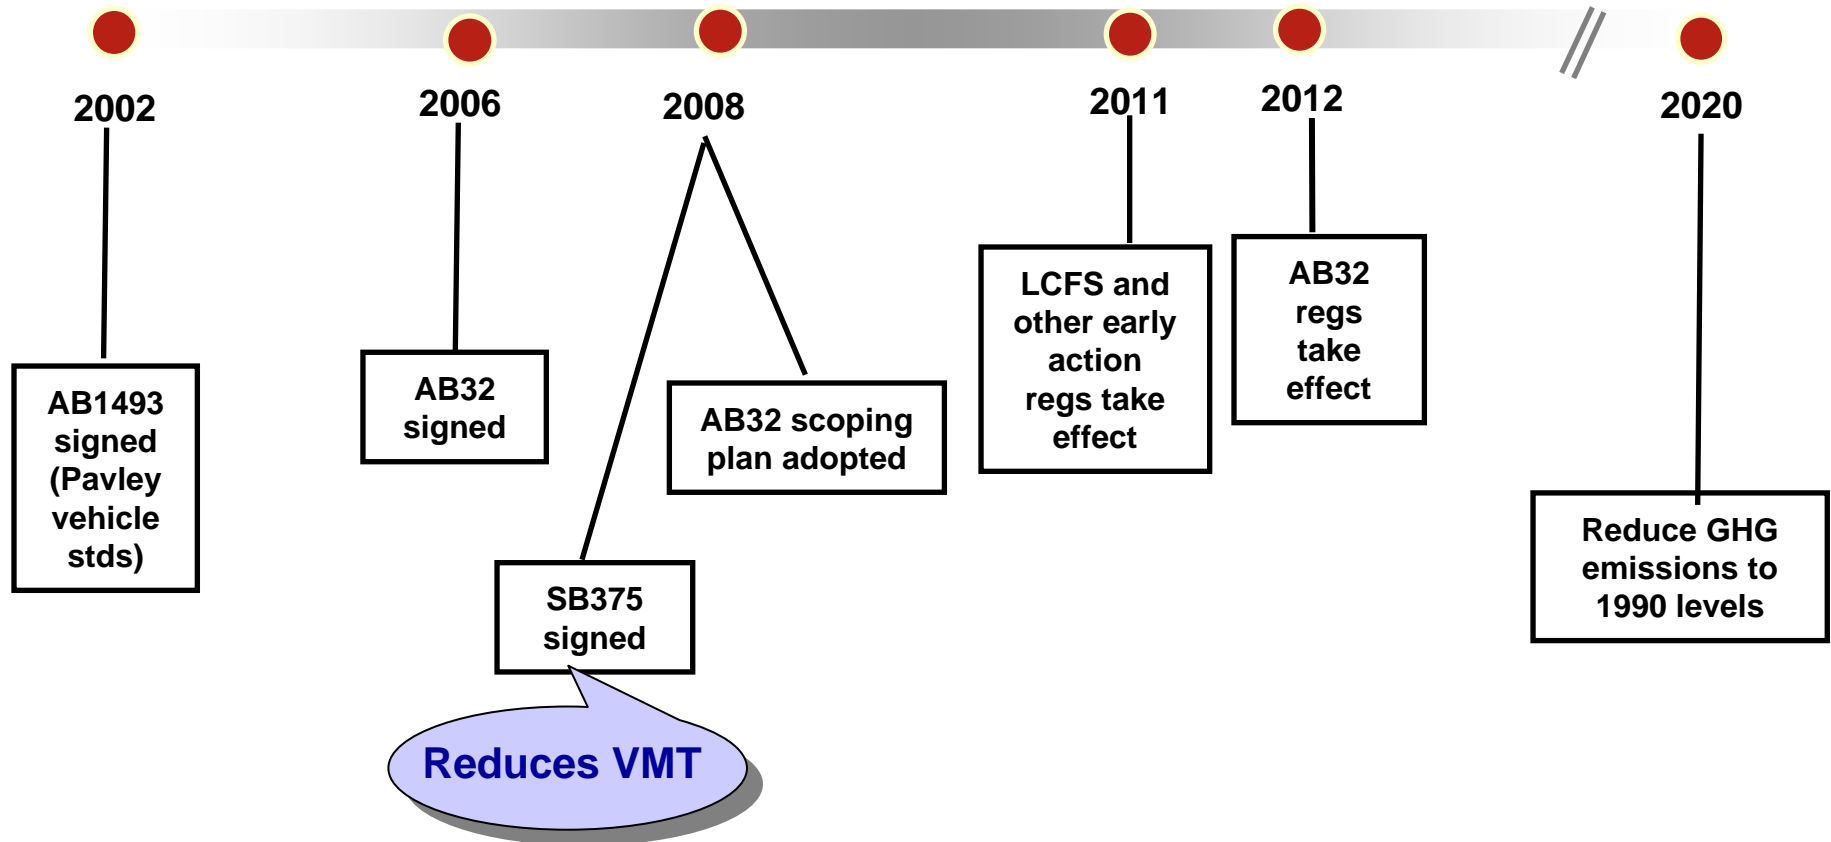 2002
2006
2008
2011
2012
2020
AB1493
signed
(Pavley
vehicle
stds)
AB32
signed
SB375
signed
Reduces VMT
AB32 scoping
plan adopted
LCFS and
other early
action
regs take
effect
AB32
regs
take
effect
Reduce GHG
emissions to
1990 levels